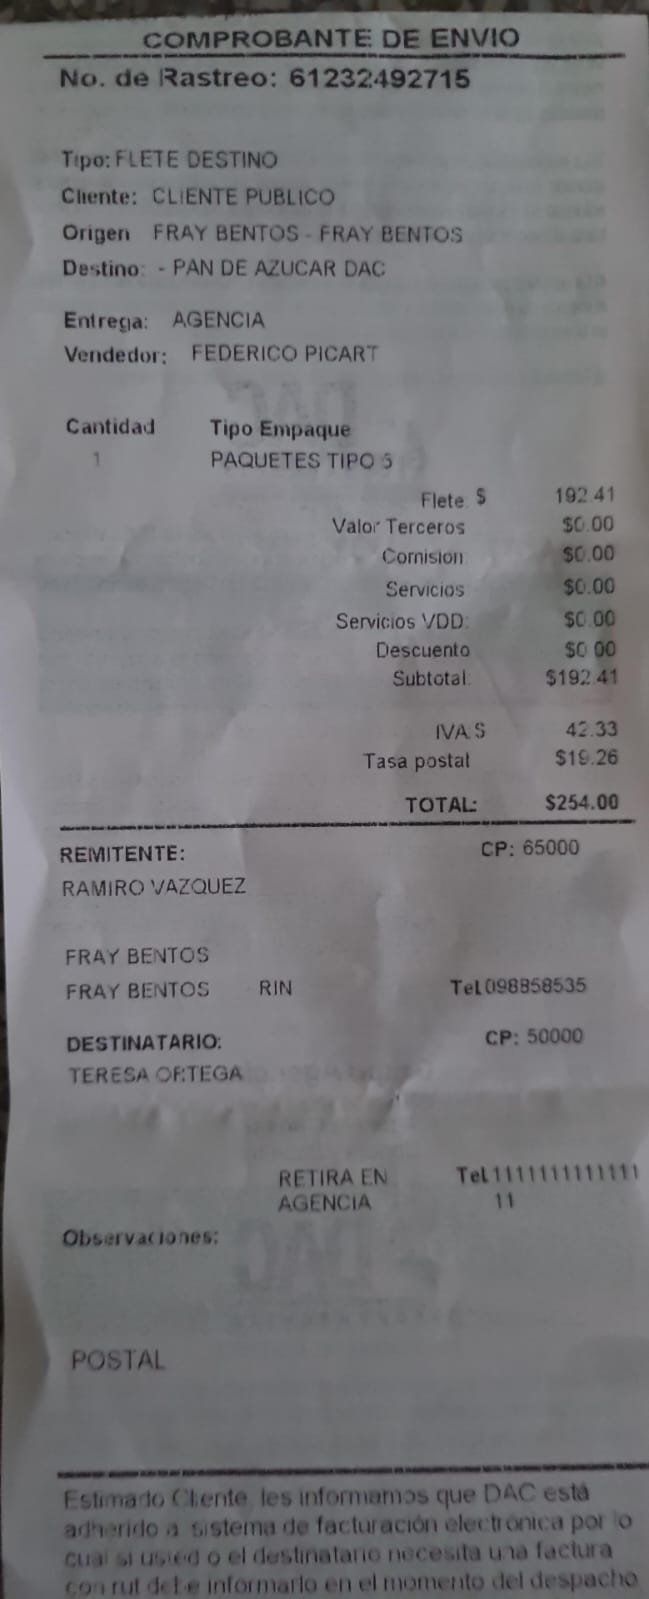 COMPROBANTE DE ENVIO
No. de Rastreo: 61232492715
Tipo: FLETE DESTINO
Cliente: CLIENTE PUBLICO
Origen FRAY BENTOS - FRAY BENTOS
Destino: - PAN DE AZUCAR DAC
Entrega: AGENCIA
Vendedor: FEDERICO PICART
Cantidad Tipo Empaque
1 PAQUETES TIPO
Flete: $ 192.41
Valor Terceros $0.00
Comision $0.00
Servicios $0.00
Servicios VDD: $0.00
Descuento $0.00
Subtotal: $192.41
IVA $ 42.33
Tasa postal $19.26
TOTAL: $254.00
REMITENTE: CP: 65000
RAMIRO VAZQUEZ
FRAY BENTOS
FRAY BENTOS RIN Tel.098858535
DESTINATARIO: CP: 50000
TERESA ORTEGA
RETIRA EN Tel.1111111111111
AGENCIA 11
Observaciones:
POSTAL
Estimado Cliente, les informamos que DAC está
adherido a sistema de facturación electrónica por lo
cual si usted o el destinatario necesita una factura
con rut debe informarlo en el momento del despacho